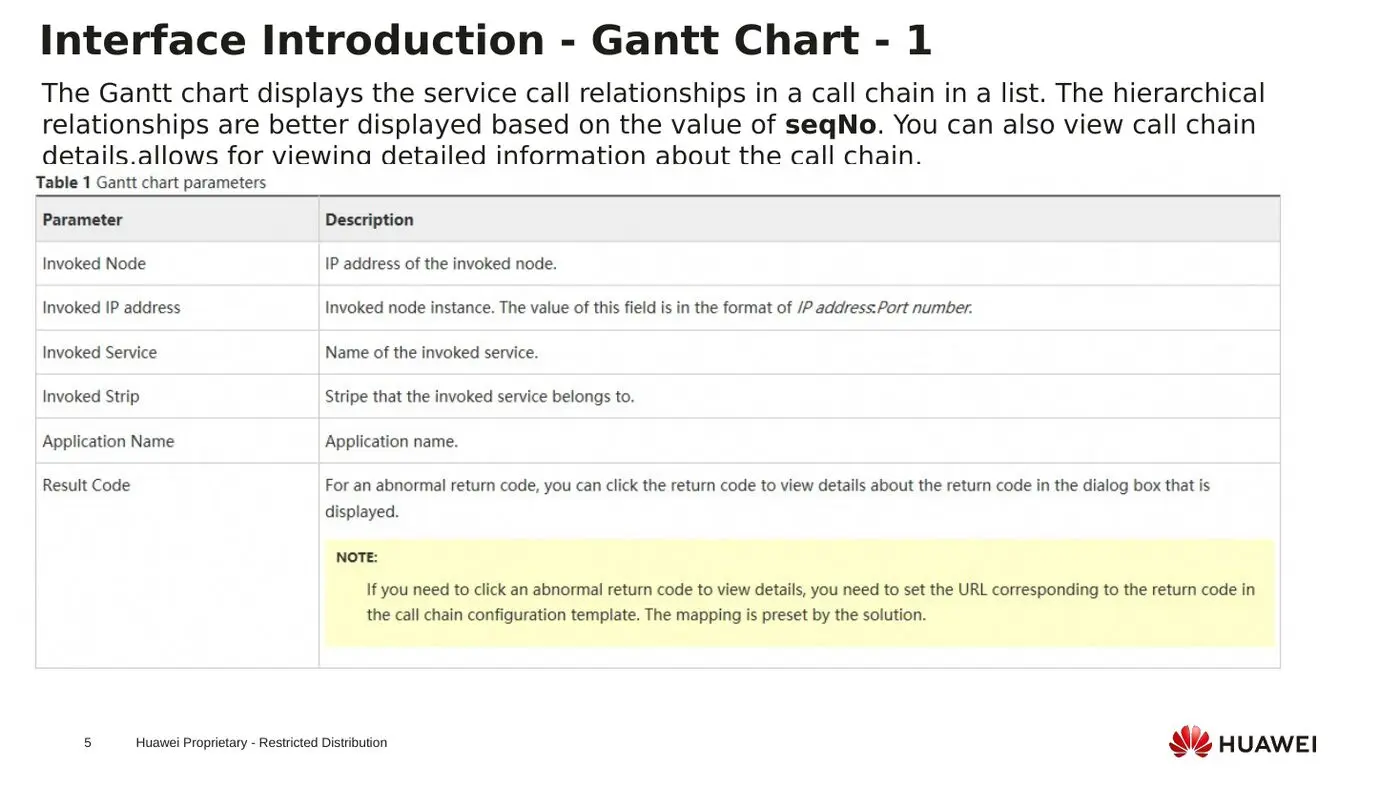 Interface Introduction - Gantt Chart - 1
The Gantt chart displays the service call relationships in a call chain in a list. The hierarchical
relationships are better displayed based on the value of seqNo. You can also view call chain
details.allows for viewing detailed information about the call chain.
Table 1 Gantt chart parameters
Parameter Description
Invoked Node IP address of the invoked node.
Invoked IP address Invoked node instance. The value of this field is in the format of IP address:Port number.
Invoked Service Name of the invoked service.
Invoked Strip Stripe that the invoked service belongs to.
Application Name Application name.
Result Code For an abnormal return code, you can click the return code to view details about the return code in the dialog box that is
displayed.
NOTE:
If you need to click an abnormal return code to view details, you need to set the URL corresponding to the return code in
the call chain configuration template. The mapping is preset by the solution.
5 Huawei Proprietary - Restricted Distribution
HUAWEI